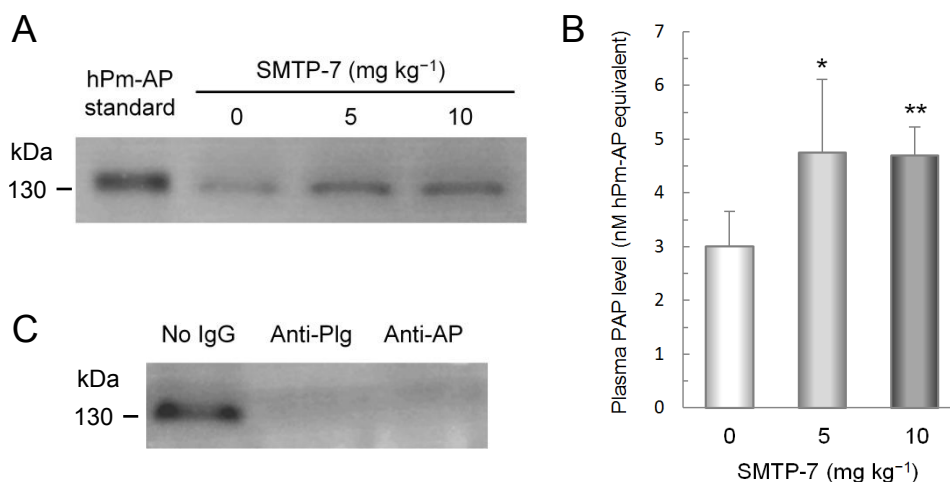 A
hPm-AP
standard
SMTP-7 (mg kg⁻¹)
0 5 10
kDa
130
C
No IgG Anti-Plg Anti-AP
kDa
130
B
Plasma PAP level (nM hPm-AP equivalent)
7
6
5
4
3
2
1
0
*
**
0 5 10
SMTP-7 (mg kg⁻¹)